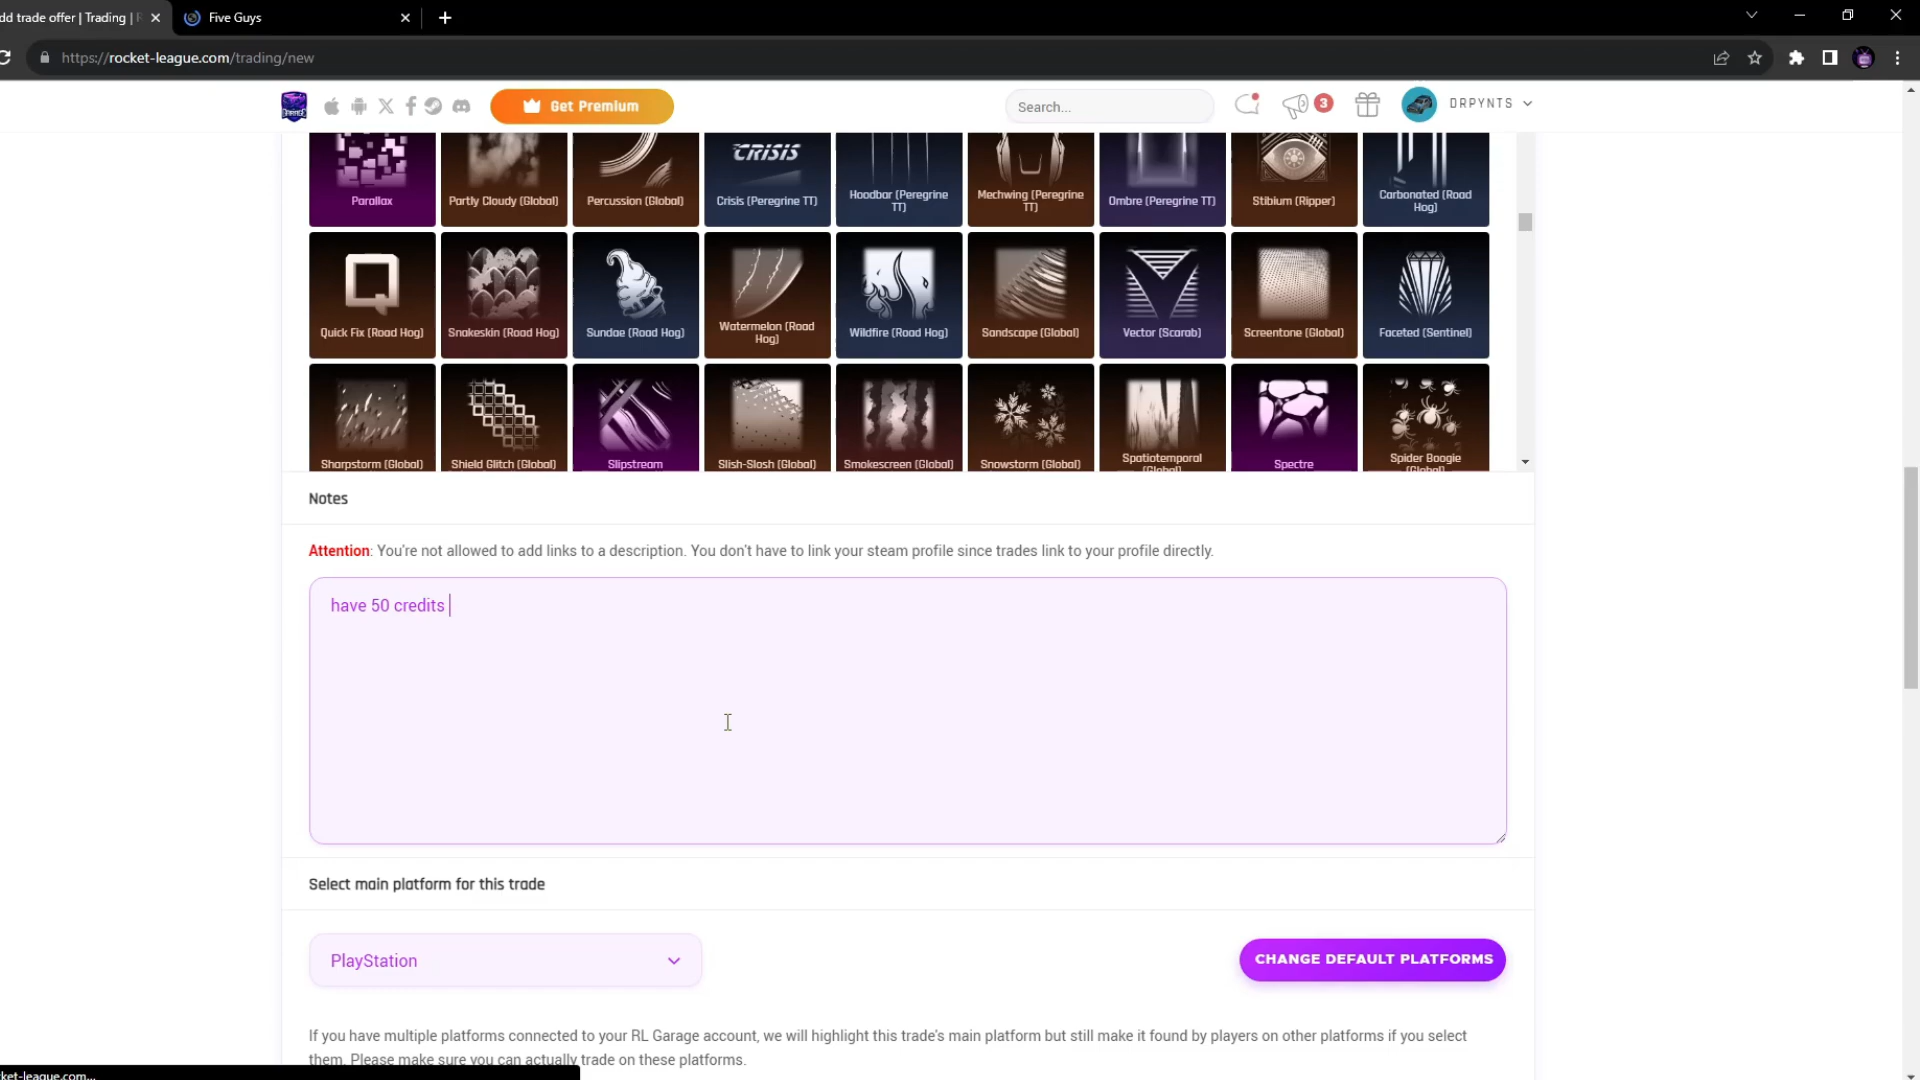 dd trade offer | Trading |
Five Guys
https://rocket-league.com/trading/new
Get Premium
Search...
3
DRPYNTS
Parallax
Partly Cloudy (Global)
Percussion (Global)
CRISIS
Crisis (Peregrine TT)
Hoodbar (Peregrine
TT)
Mechwing (Peregrine
TT)
Ombre (Peregrine TT)
Stibium (Ripper)
Carbonated (Road
Hog)
Quick Fix (Road Hog)
Snakeskin (Road Hog)
Sundae (Road Hog)
Watermelon (Road
Hog)
Wildfire (Road Hog)
Sandscape (Global)
Vector (Scarab)
Screentone (Global)
Faceted (Sentinel)
Sharpstorm (Global)
Shield Glitch (Global)
Slipstream
Slish-Slosh (Global)
Smokescreen (Global)
Snowstorm (Global)
Spatiotemporal
(Global)
Spectre
Spider Boogie
(Global)
Notes
Attention: You're not allowed to add links to a description. You don't have to link your steam profile since trades link to your profile directly.
have 50 credits
Select main platform for this trade
PlayStation
CHANGE DEFAULT PLATFORMS
If you have multiple platforms connected to your RL Garage account, we will highlight this trade's main platform but still make it found by players on other platforms if you select
them. Please make sure you can actually trade on these platforms.
ket-league.com...